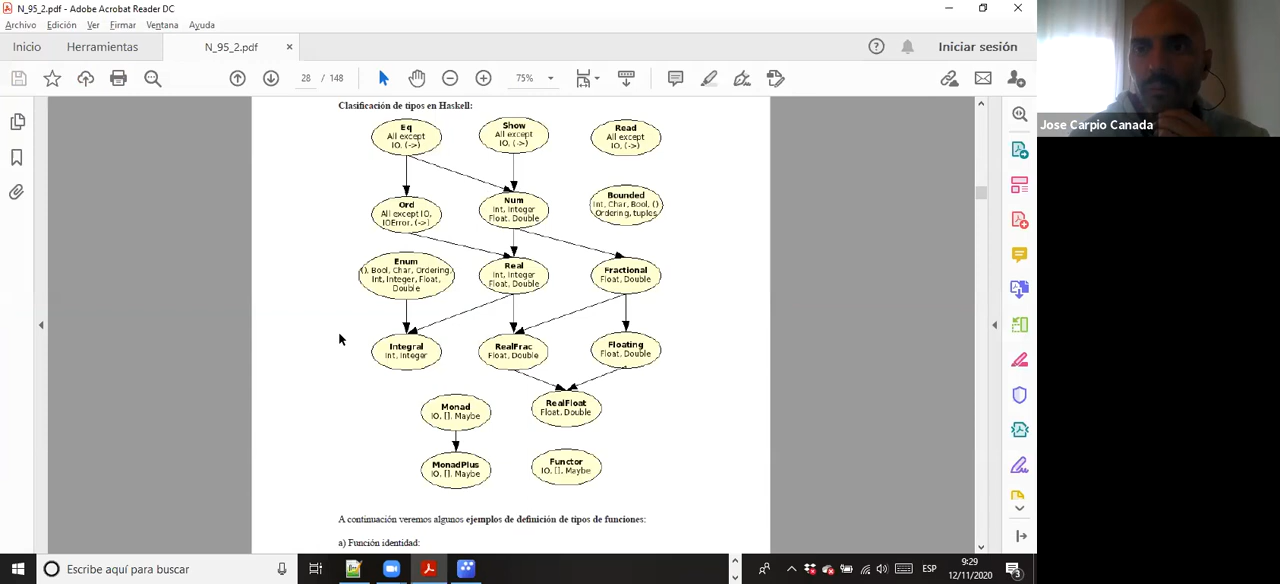 N_95_2.pdf - Adobe Acrobat Reader DC
Archivo Edición Ver Firmar Ventana Ayuda
Inicio Herramientas N_95_2.pdf × Iniciar sesión
28 / 148 75%
Jose Carpio Canada
Clasificación de tipos en Haskell:
Eq
All except
IO, (->)
Show
All except
IO, (->)
Read
All except
IO, (->)
Ord
All except IO,
IOError, (->)
Num
Int, Integer
Float, Double
Bounded
Int, Char, Bool, ()
Ordering, tuples
Enum
(), Bool, Char, Ordering,
Int, Integer, Float,
Double
Real
Int, Integer
Float, Double
Fractional
Float, Double
Integral
Int, Integer
RealFrac
Float, Double
Floating
Float, Double
Monad
IO, [], Maybe
RealFloat
Float, Double
MonadPlus
IO, [], Maybe
Functor
IO, [], Maybe
A continuación veremos algunos ejemplos de definición de tipos de funciones:
a) Función identidad:
Escribe aquí para buscar
ESP
9:29
12/11/2020
3